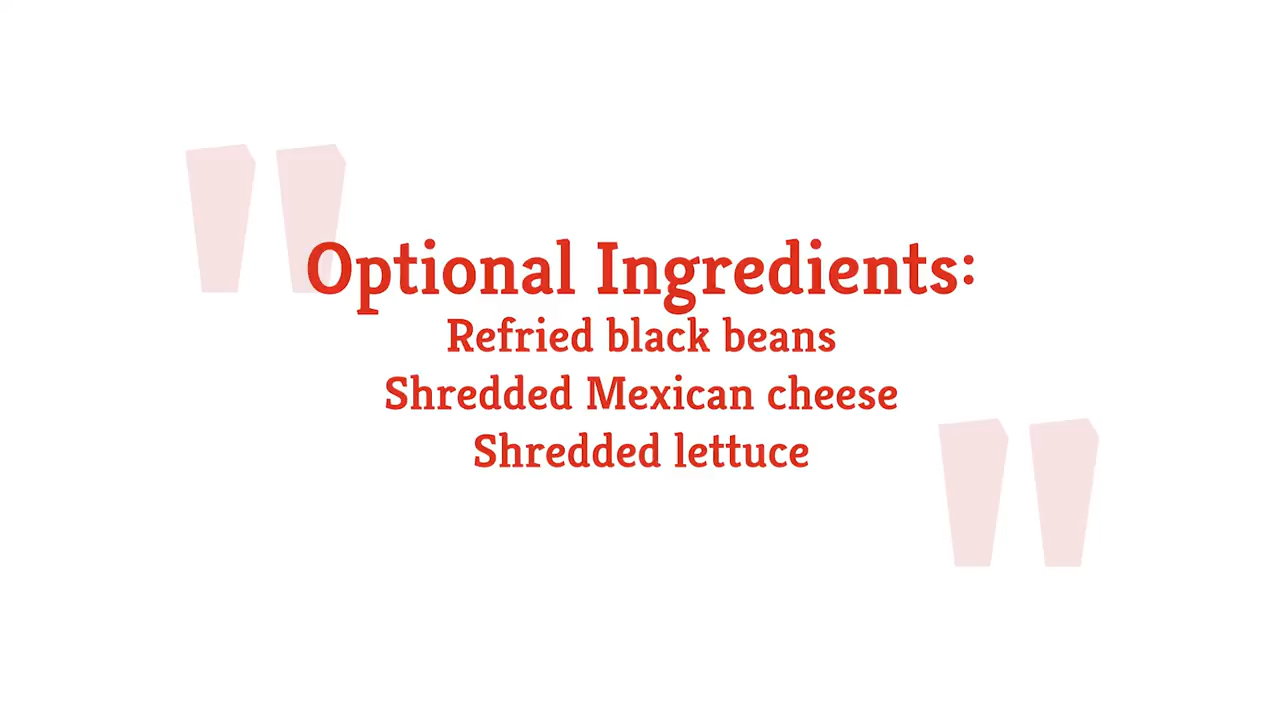 Optional Ingredients:
Refried black beans
Shredded Mexican cheese
Shredded lettuce